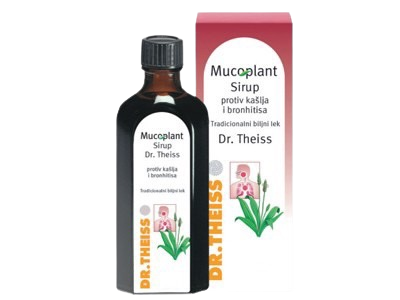 Mucoplant
Sirup
Dr. Theiss
protiv kašlja
i bronhitisa
Tradicionalni biljni lek
DR.THEISS
Mucoplant
Sirup
protiv kašlja
i bronhitisa
Tradicionalni biljni lek
Dr. Theiss
DR.THEISS